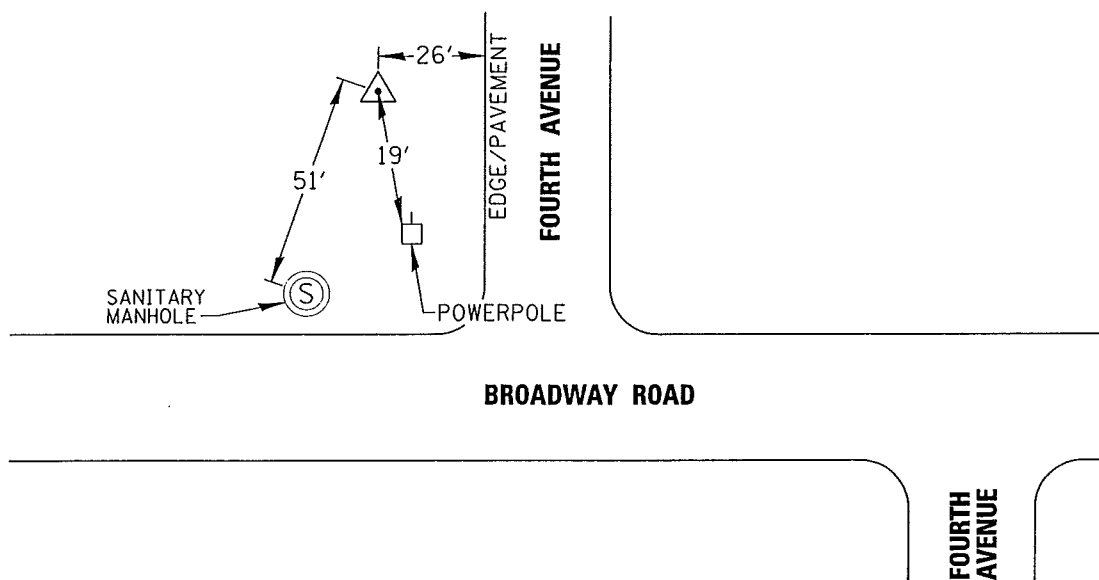 26'
EDGE/PAVEMENT
FOURTH AVENUE
19'
51'
S
SANITARY
MANHOLE
POWERPOLE
BROADWAY ROAD
FOURTH
AVENUE